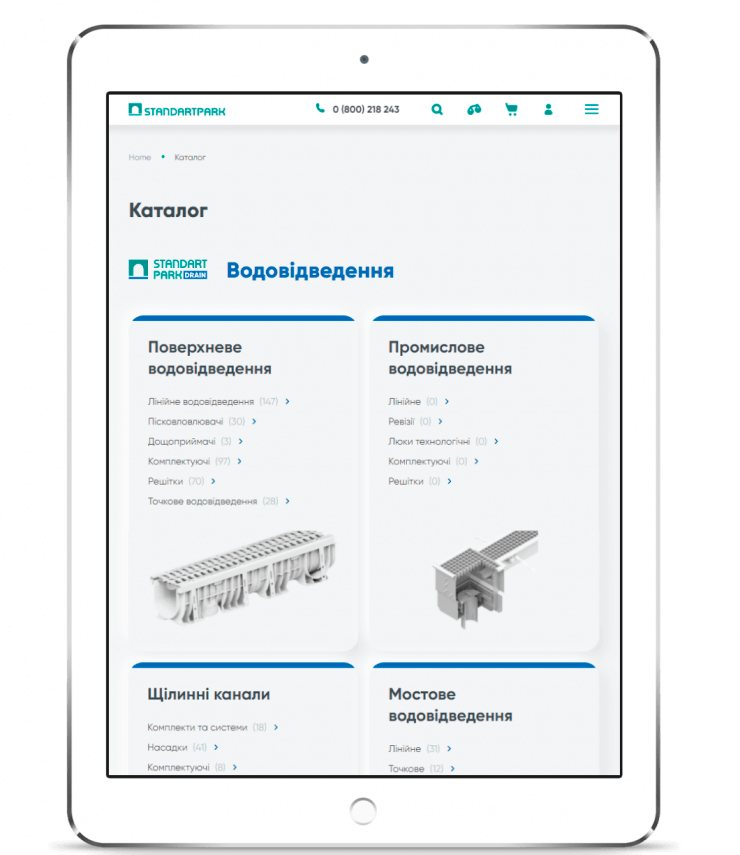 STANDARTPARK
0 (800) 218 243
Home • Каталог
Каталог
STANDART
PARK DRAIN
Водовідведення
Поверхневе
водовідведення
Лінійне водовідведення (147) >
Пісковловлювачі (30) >
Дощоприймачі (3) >
Комплектуючі (97) >
Решітки (70) >
Точкове водовідведення (28) >
Промислове
водовідведення
Лінійне (0) >
Ревізії (0) >
Люки технологічні (0) >
Комплектуючі (0) >
Решітки (0) >
Щілинні канали
Комплекти та системи (18) >
Насадки (41) >
Комплектуючі (8) >
Мостове
водовідведення
Лінійне (31) >
Точкове (12) >